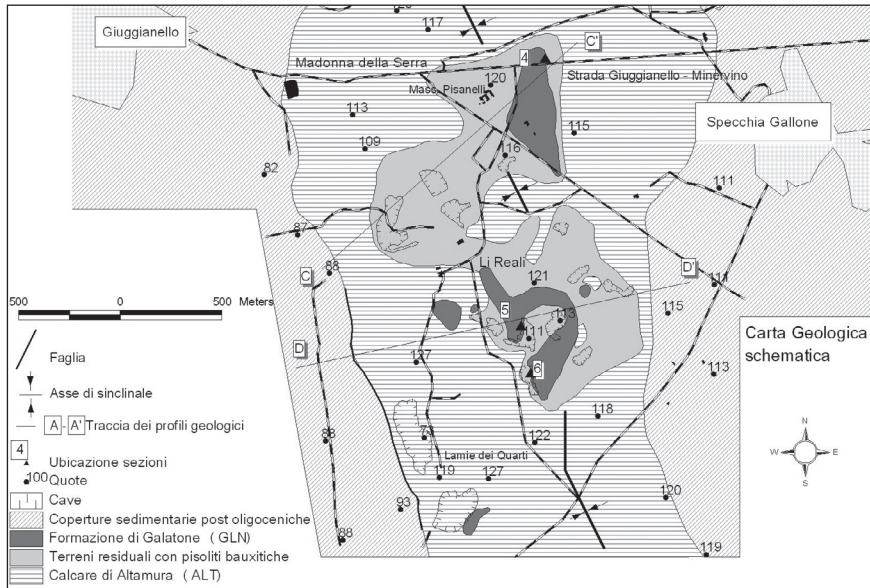 117
Giuggianello
C'
4
Madonna della Serra
Strada Giuggianello - Minervino
120
Mass. Pisanelli
113
115
Specchia Gallone
109
116
82
111
87
Li Reali
D'
C
88
121
111
500 0 500 Meters
5
113
115
111
Carta Geologica
schematica
D
127
6
113
Faglia
Asse di sinclinale
A - A' Traccia dei profili geologici
118
4
88
73
122
N
W E
S
Ubicazione sezioni
Lamie dei Quarti
100 Quote
119
127
Cave
93
120
Coperture sedimentarie post oligoceniche
Formazione di Galatone ( GLN)
88
Terreni residuali con pisoliti bauxitiche
119
Calcare di Altamura ( ALT)